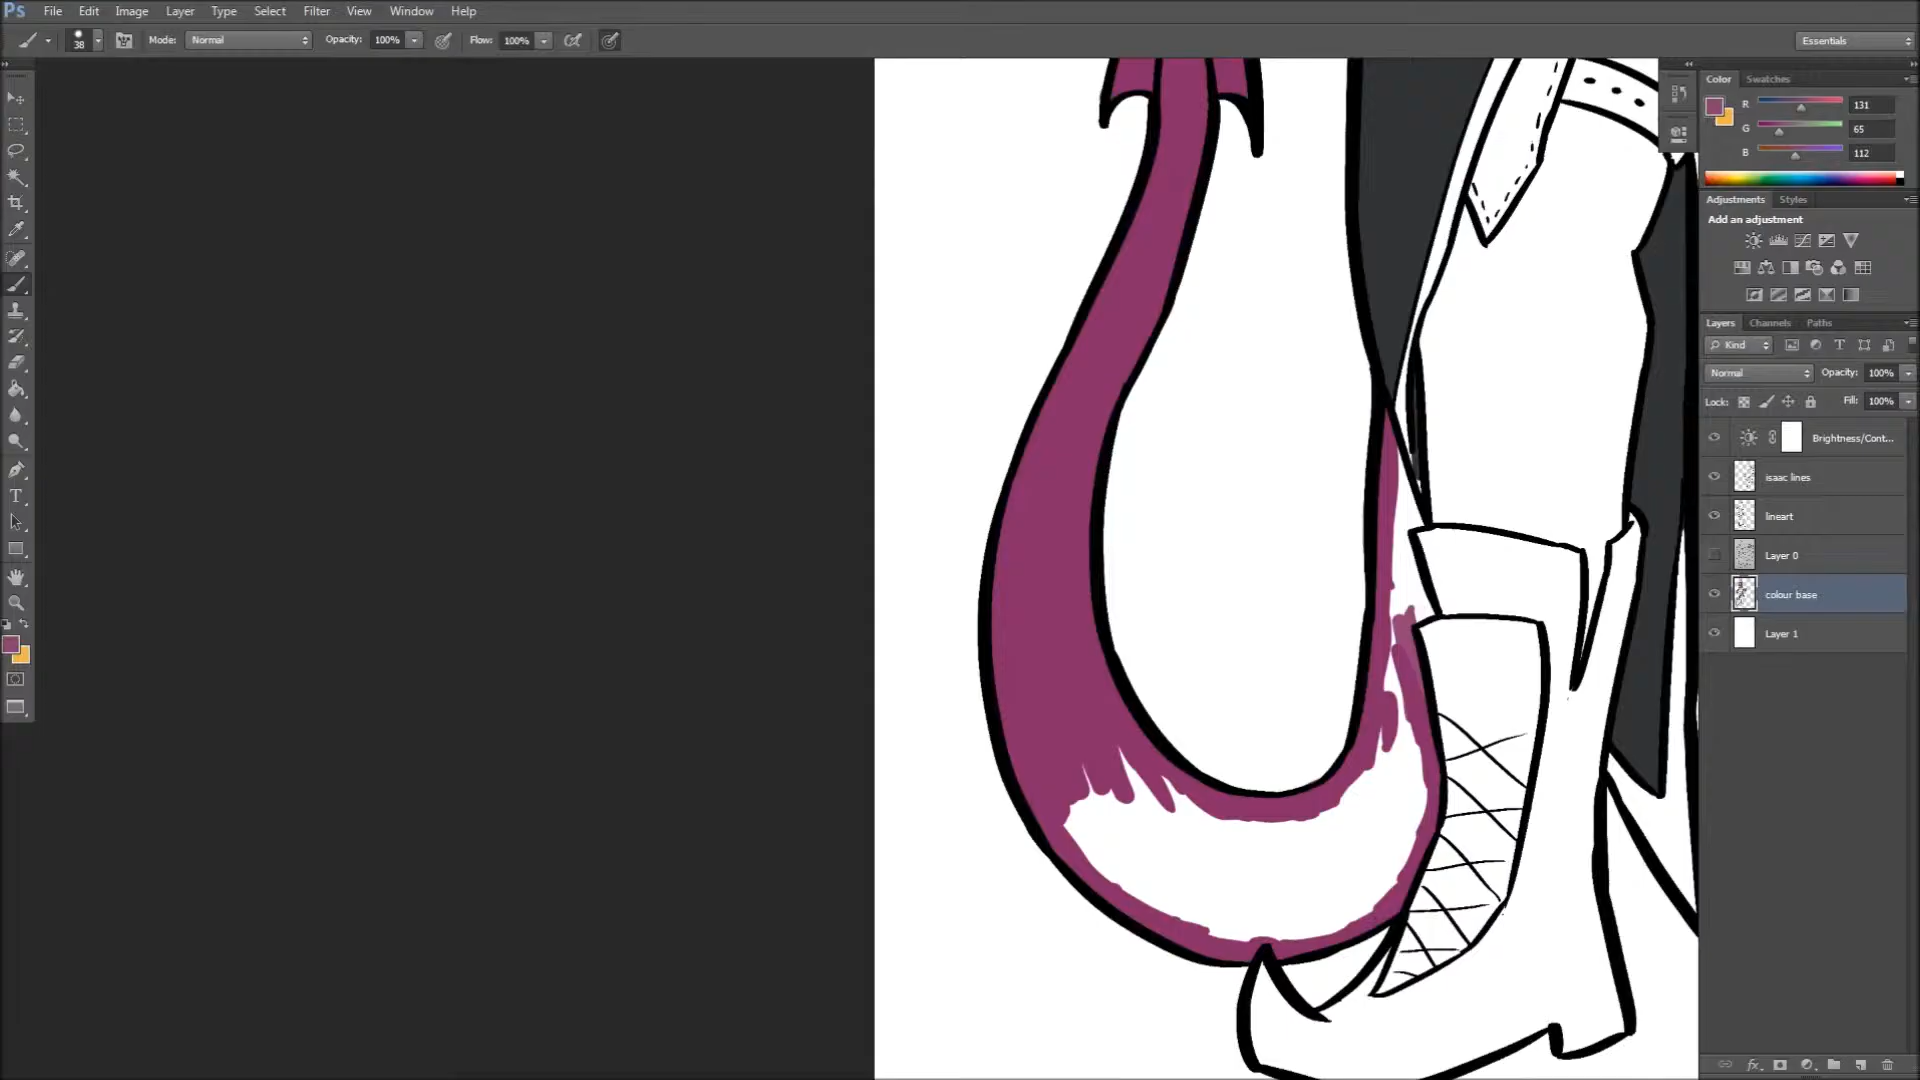 Ps File Edit Image Layer Type Select Filter View Window Help
38 Mode: Normal Opacity: 100% Flow: 100% Essentials
Color Swatches
R 131
G 65
B 112
Adjustments Styles
Add an adjustment
Layers Channels Paths
Kind T
Normal Opacity: 100%
Lock: Fill: 100%
Brightness/Cont...
isaac lines
lineart
Layer 0
colour base
Layer 1
T
fx